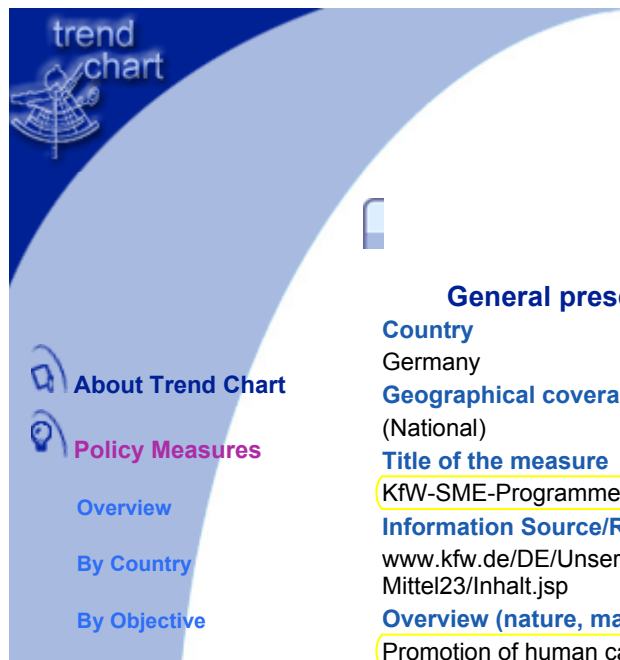 trend
chart
General pres
Country
Germany
About Trend Chart
Geographical covera
(National)
Policy Measures
Title of the measure
KfW-SME-Programme
Overview
Information Source/R
www.kfw.de/DE/Unser
By Country
Mittel23/Inhalt.jsp
By Objective
Overview (nature, ma
Promotion of human ca